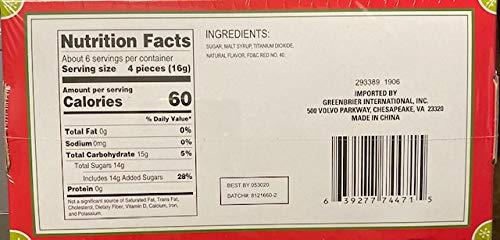 Nutrition Facts
About 6 servings per container
Serving size 4 pieces (16g)
Amount per serving
Calories 60
% Daily Value*
Total Fat 0g 0%
Sodium 0mg 0%
Total Carbohydrate 15g 5%
Total Sugars 14g
Includes 14g Added Sugars 28%
Protein 0g
Not a significant source of Saturated Fat, Trans Fat,
Cholesterol, Dietary Fiber, Vitamin D, Calcium, Iron,
and Potassium.
INGREDIENTS:
SUGAR, MALT SYRUP, TITANIUM DIOXIDE,
NATURAL FLAVOR, FD&C RED NO. 40.
293389 1906
IMPORTED BY
GREENBRIER INTERNATIONAL, INC.
500 VOLVO PARKWAY, CHESAPEAKE, VA 23320
MADE IN CHINA
BEST BY 053020
BATCH#: 8121660-2
6 39277 74471 5